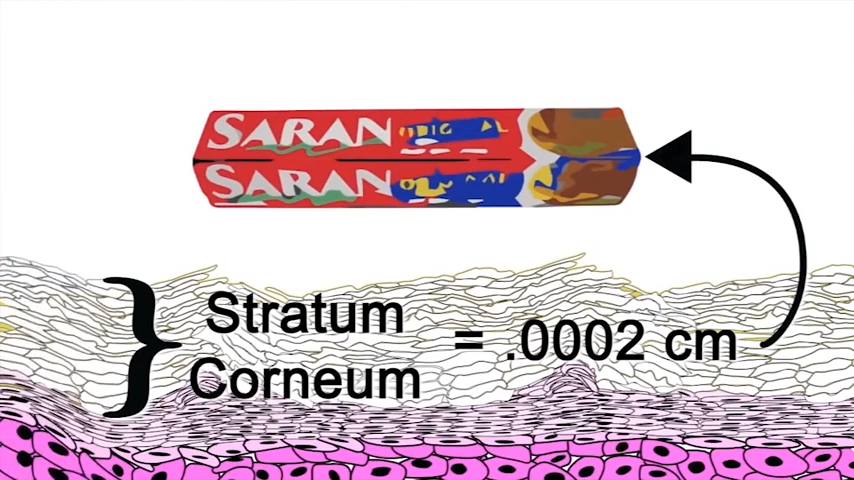 SARAN
SARAN
}
Stratum
Corneum
= .0002 cm